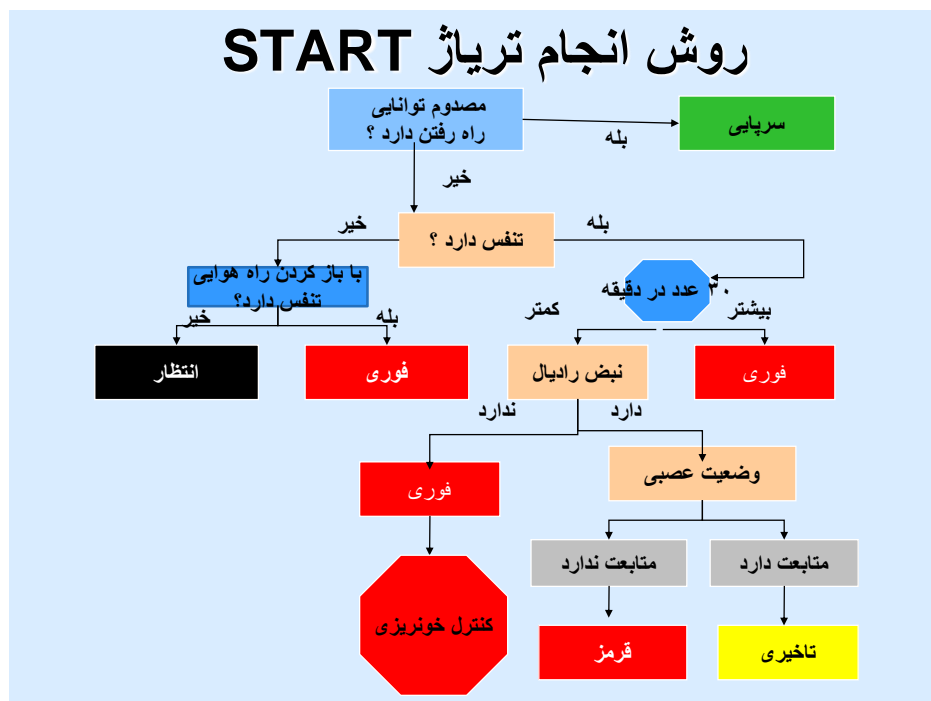 روش انجام تریاژ START
مصدوم توانایی
راه رفتن دارد ؟
سرپایی
بله
خیر
تنفس دارد ؟
بله
خیر
با باز کردن راه هوایی
تنفس دارد؟
۳۰ عدد در دقیقه
بیشتر
کمتر
بله
خیر
فوری
نبض رادیال
فوری
انتظار
دارد
ندارد
وضعیت عصبی
فوری
متابعت دارد
متابعت ندارد
کنترل خونریزی
تاخیری
قرمز